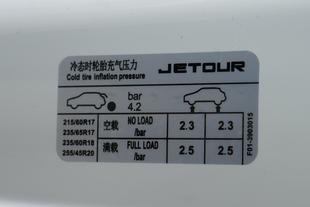 冷态时轮胎充气压力
Cold tire inflation pressure
JETOUR
bar
4.2
215/60R17
235/65R17
235/60R18
255/45R20
空载 NO LOAD /bar 2.3 2.3
满载 FULL LOAD /bar 2.5 2.5
F01-3903015